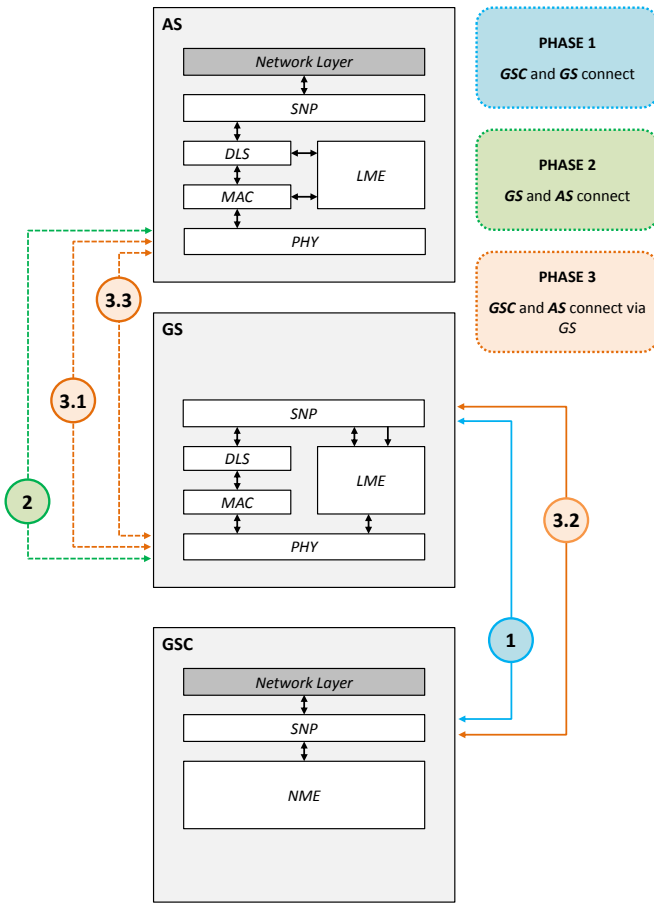 AS
Network Layer
SNP
DLS
LME
MAC
PHY
PHASE 1
GSC and GS connect
PHASE 2
GS and AS connect
PHASE 3
GSC and AS connect via
GS
3.3
3.1
2
GS
SNP
DLS
LME
MAC
PHY
3.2
1
GSC
Network Layer
SNP
NME